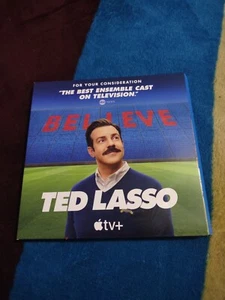 FOR YOUR CONSIDERATION
"THE BEST ENSEMBLE CAST
ON TELEVISION."
BELIEVE
TED LASSO
tv+